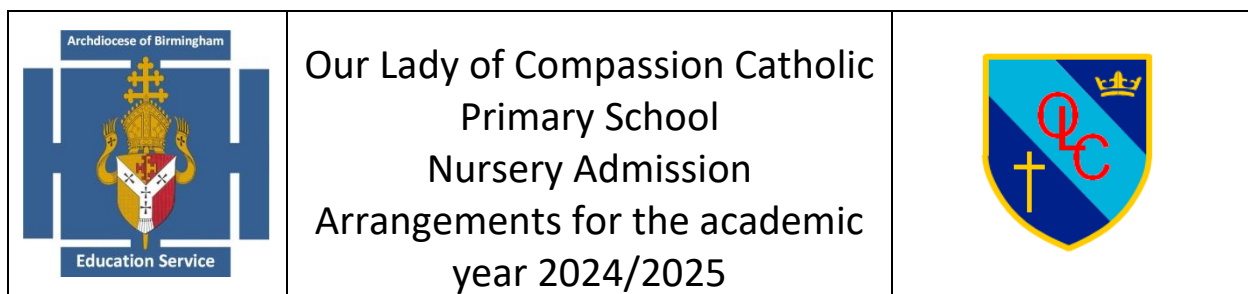 Archdiocese of Birmingham
Education Service
Our Lady of Compassion Catholic
Primary School
Nursery Admission
Arrangements for the academic
year 2024/2025
OLC